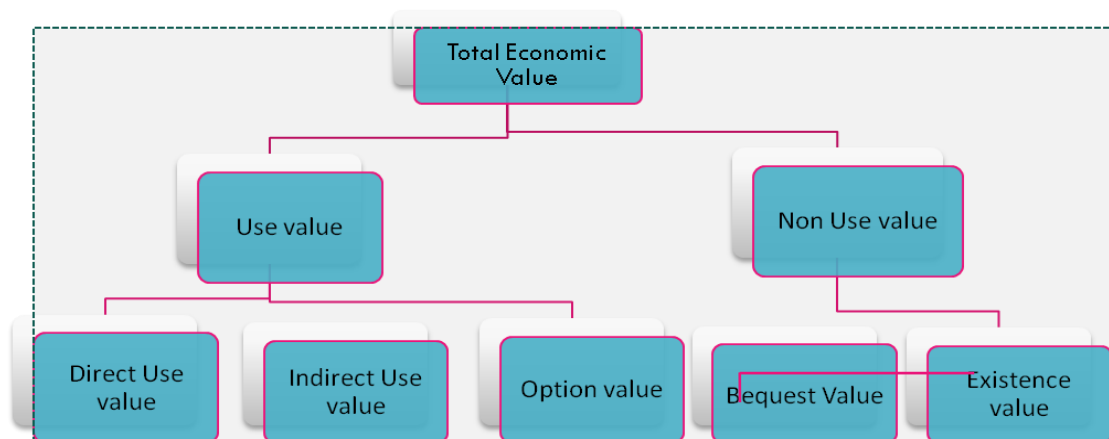 Total Economic
Value
Use value
Non Use value
Direct Use
value
Indirect Use
value
Option value
Bequest Value
Existence
value